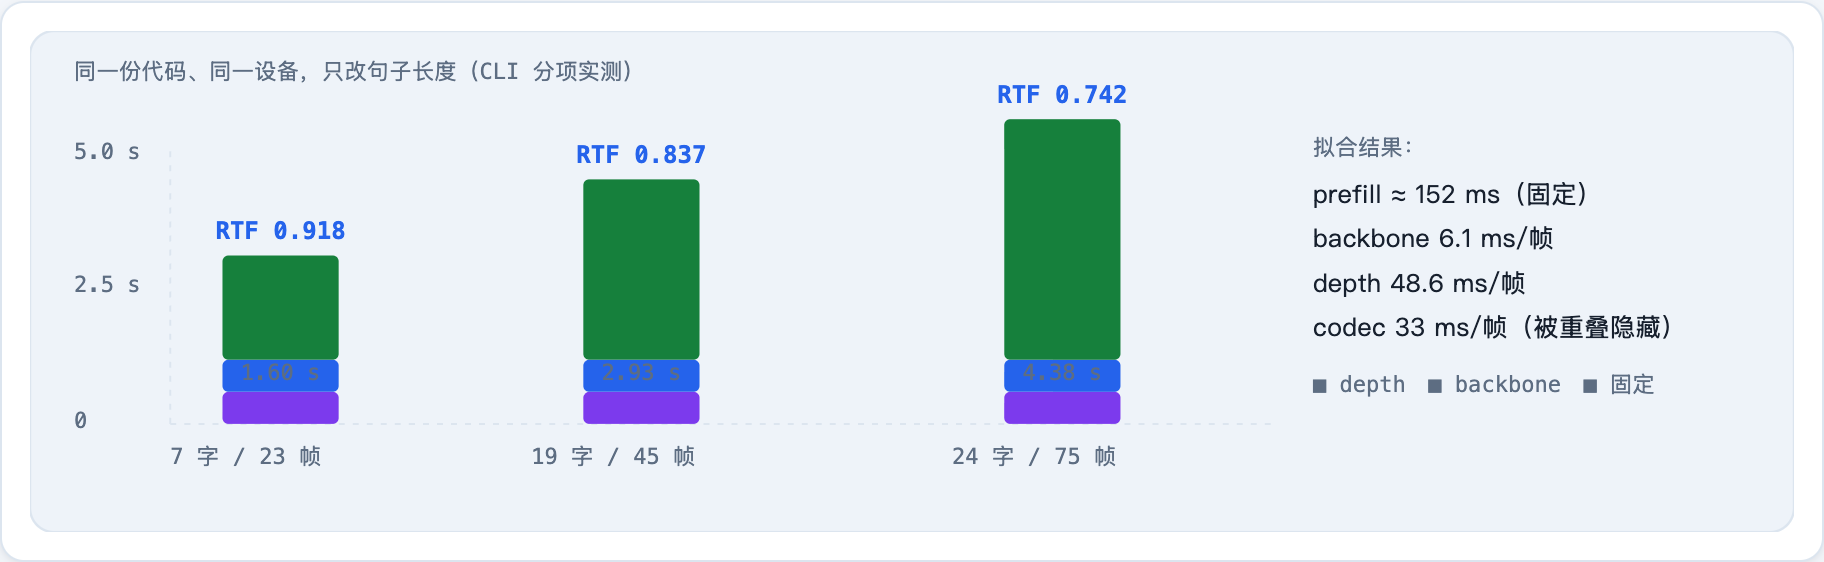 同一份代码、同一设备，只改句子长度（CLI 分项实测）
RTF 0.742
RTF 0.837
RTF 0.918
5.0 s
2.5 s
0
1.60 s
2.93 s
4.38 s
7 字 / 23 帧
19 字 / 45 帧
24 字 / 75 帧
拟合结果：
prefill ≈ 152 ms（固定）
backbone 6.1 ms/帧
depth 48.6 ms/帧
codec 33 ms/帧（被重叠隐藏）
■ depth ■ backbone ■ 固定